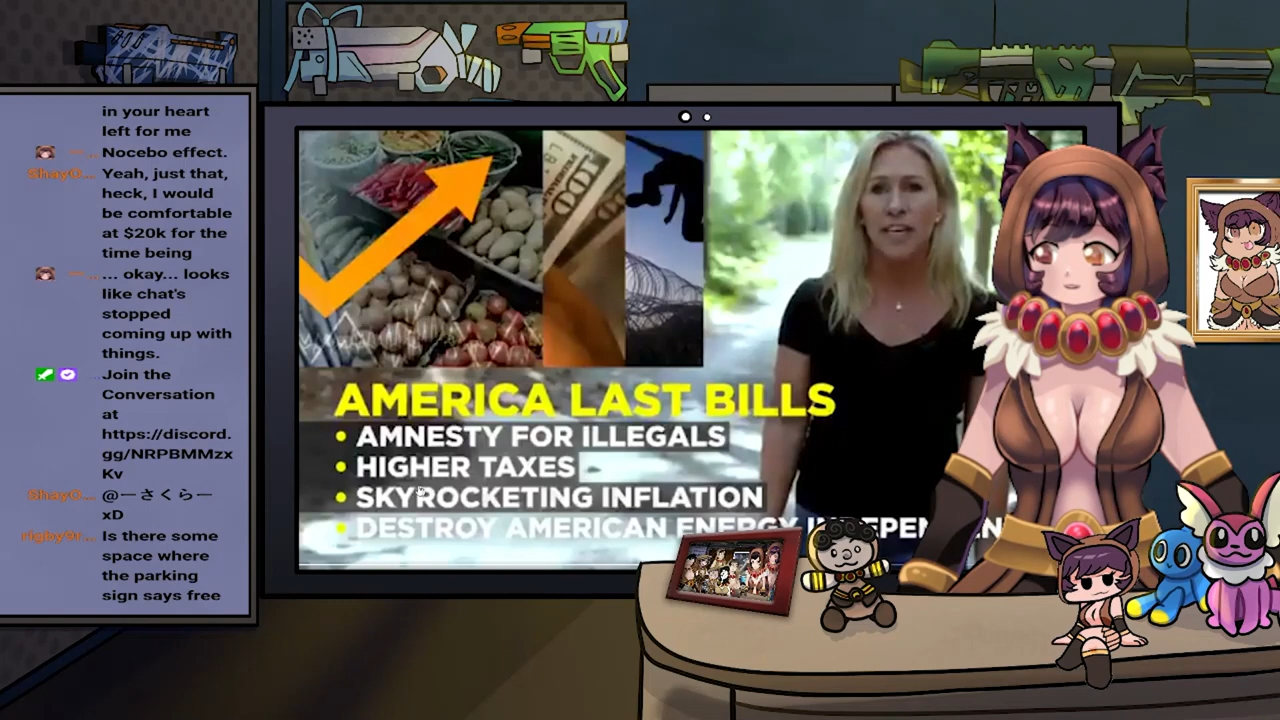 in your heart
left for me
Nocebo effect.
Yeah, just that,
heck, I would
be comfortable
at $20k for the
time being
... okay... looks
like chat's
stopped
coming up with
things.
Join the
Conversation
at
https://discord.
gg/NRPBMMzx
Kv
@ーさくらー
xD
Is there some
space where
the parking
sign says free
100
AMERICA LAST BILLS
• AMNESTY FOR ILLEGALS
• HIGHER TAXES
• SKYROCKETING INFLATION
• DESTROY AMERICAN ENERGY